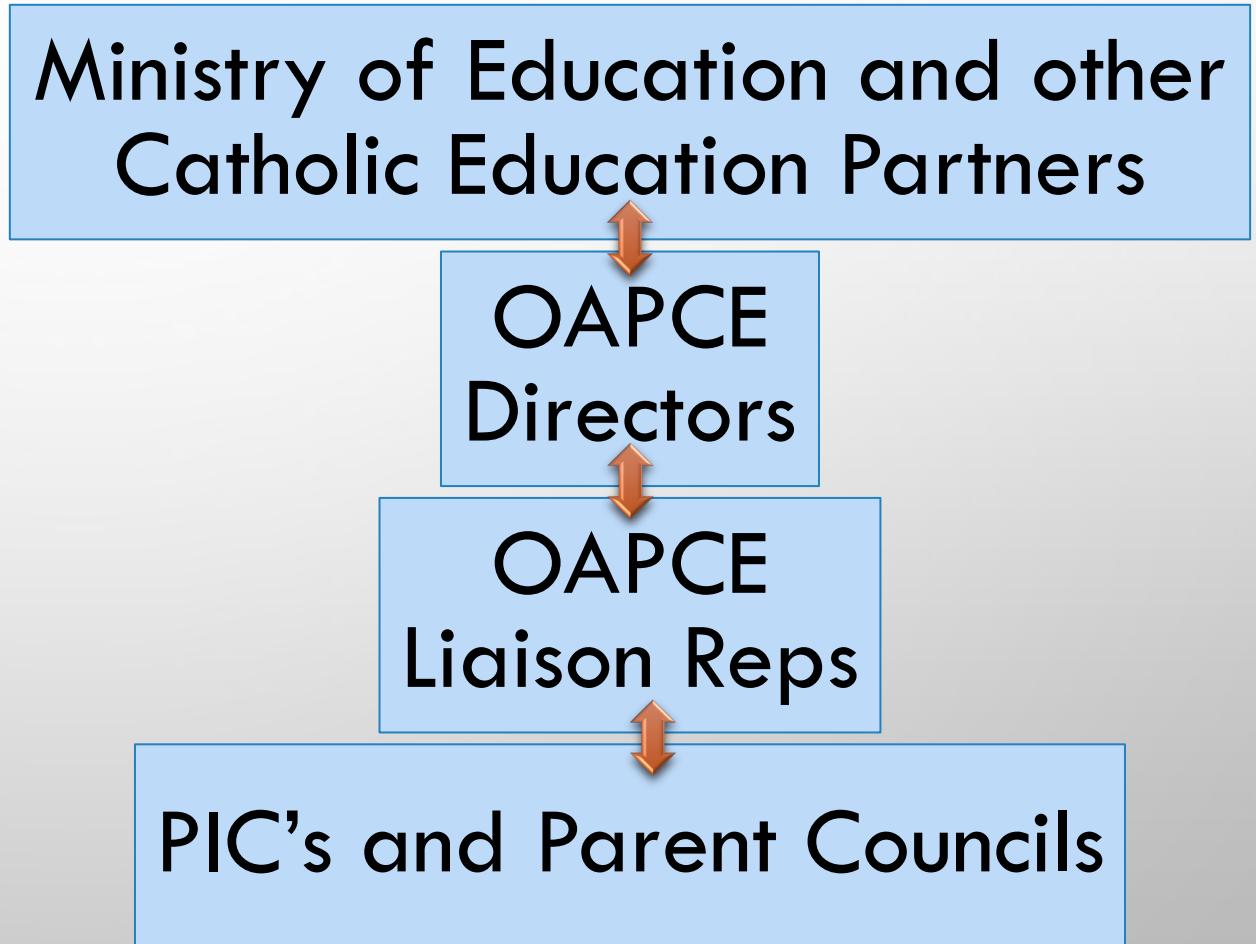 Ministry of Education and other
Catholic Education Partners
OAPCE
Directors
OAPCE
Liaison Reps
PIC’s and Parent Councils